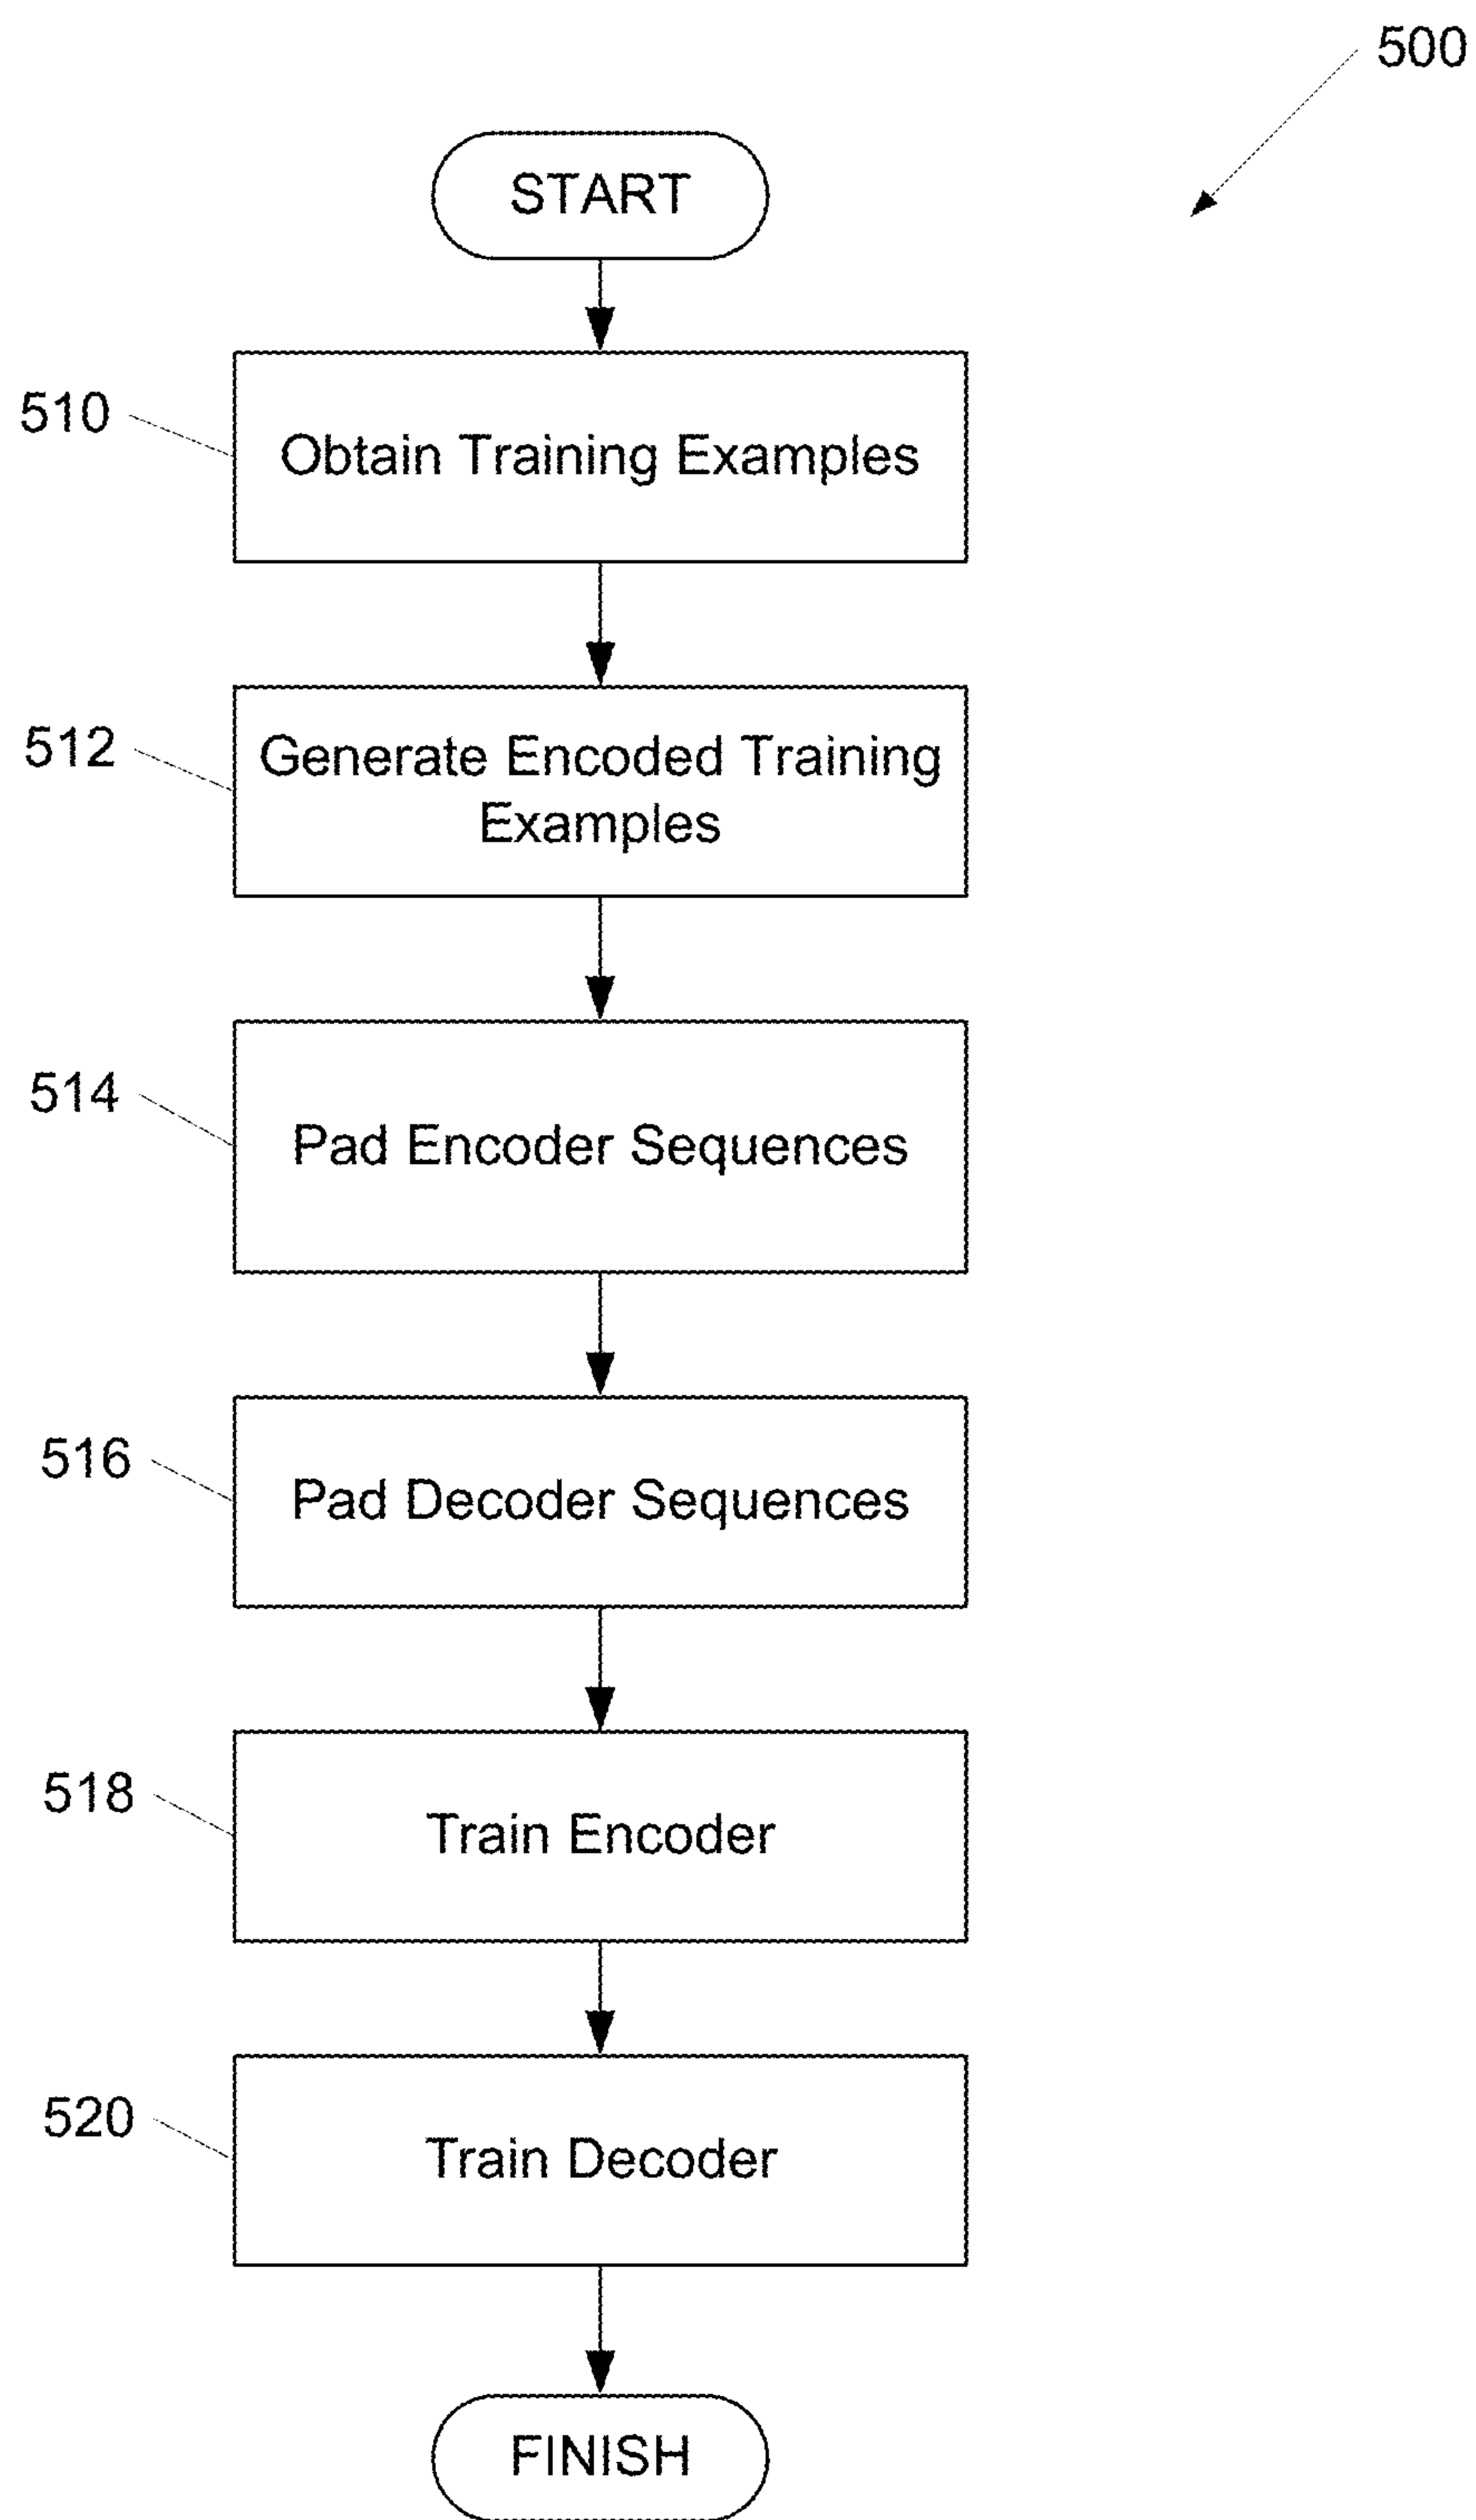 500
START
510
Obtain Training Examples
512
Generate Encoded Training
Examples
514
Pad Encoder Sequences
516
Pad Decoder Sequences
518
Train Encoder
520
Train Decoder
FINISH